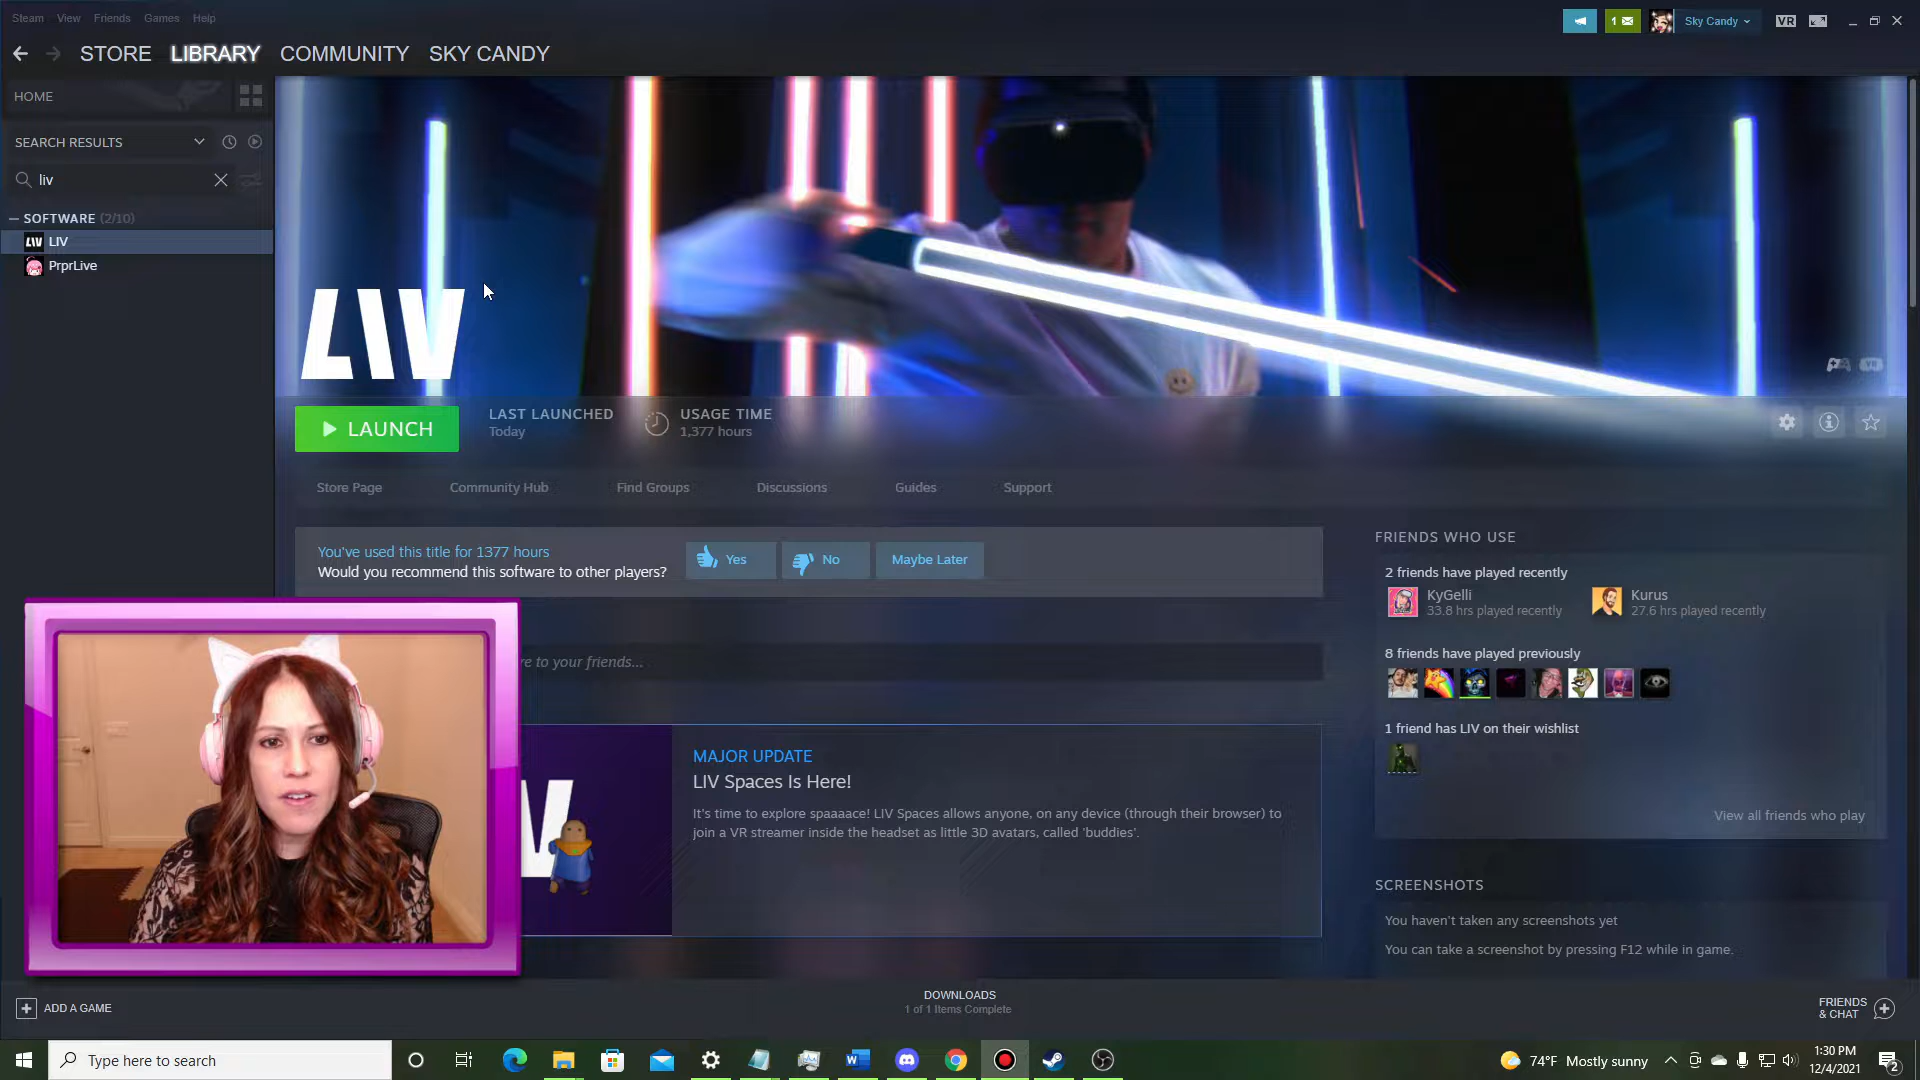 Steam View Friends Games Help
1
Sky Candy
VR
STORE LIBRARY COMMUNITY SKY CANDY
HOME
SEARCH RESULTS
liv
SOFTWARE (2/10)
LIV LIV
PrprLive
LIV
VR
LAUNCH
LAST LAUNCHED
Today
USAGE TIME
1,377 hours
Store Page Community Hub Find Groups Discussions Guides Support
You've used this title for 1377 hours
Would you recommend this software to other players?
Yes No Maybe Later
re to your friends...
MAJOR UPDATE
LIV Spaces Is Here!
It's time to explore spaaaace! LIV Spaces allows anyone, on any device (through their browser) to
join a VR streamer inside the headset as little 3D avatars, called 'buddies'.
FRIENDS WHO USE
2 friends have played recently
KyGelli
33.8 hrs played recently
Kurus
27.6 hrs played recently
8 friends have played previously
1 friend has LIV on their wishlist
View all friends who play
SCREENSHOTS
You haven't taken any screenshots yet
You can take a screenshot by pressing F12 while in game.
ADD A GAME
DOWNLOADS
1 of 1 Items Complete
FRIENDS
& CHAT
Type here to search
74°F Mostly sunny
1:30 PM
12/4/2021
2